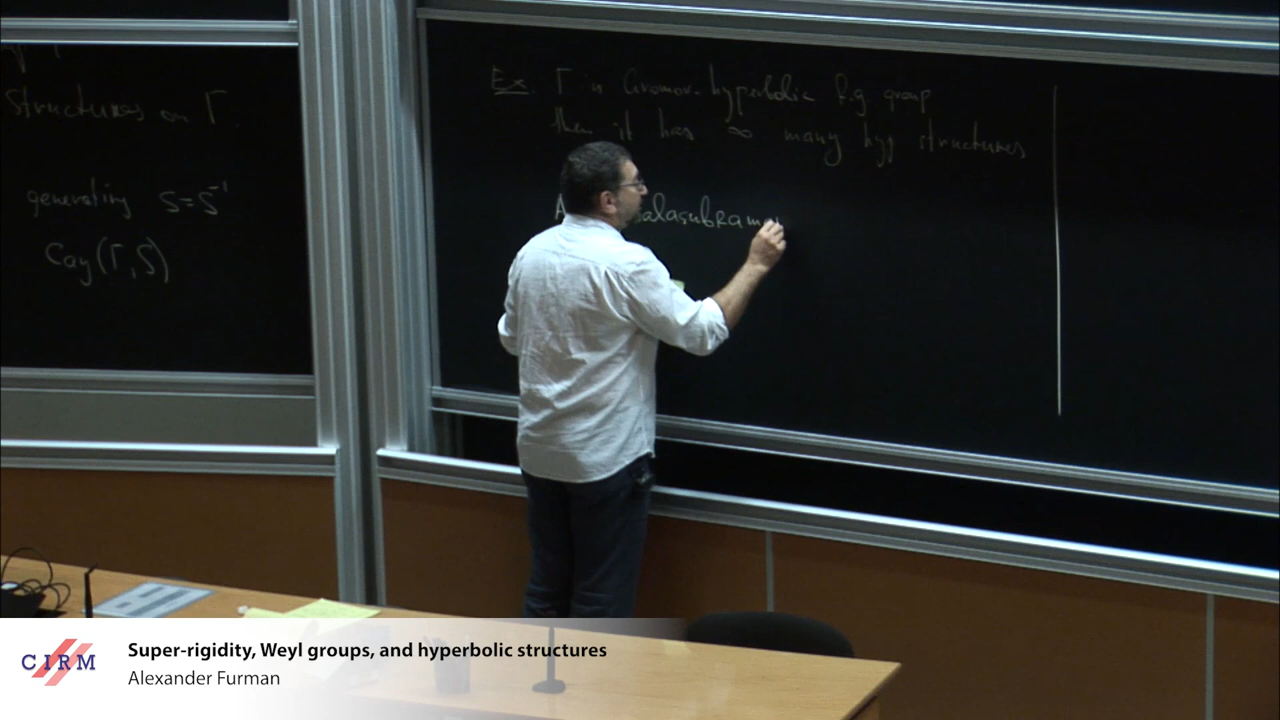 Structures on Γ.
generating S=S⁻¹
Cay(Γ,S)
Ex. Γ is Gromov-hyperbolic f.g. group
then it has ∞ many hyp structures
alasubRam
CIRM
Super-rigidity, Weyl groups, and hyperbolic structures
Alexander Furman